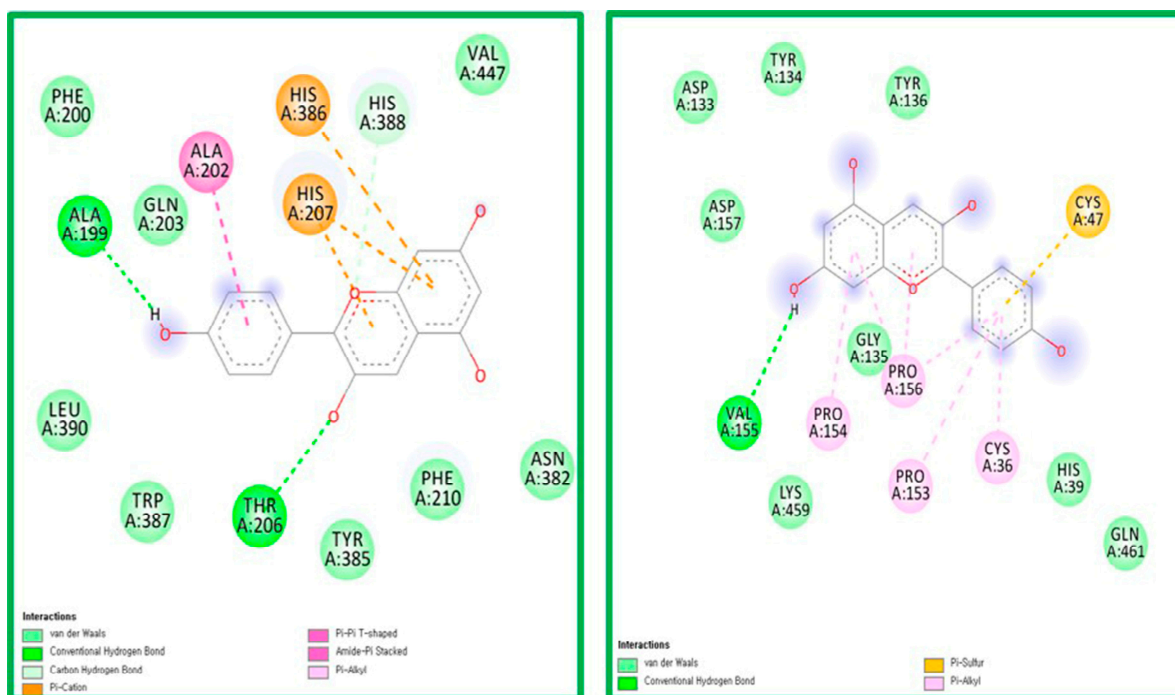 VAL
A:447
HIS
A:386
HIS
A:388
PHE
A:200
ALA
A:202
HIS
A:207
GLN
A:203
ALA
A:199
O
H
O
O
O
O
LEU
A:390
TRP
A:387
THR
A:206
TYR
A:385
PHE
A:210
ASN
A:382
Interactions
van der Waals
Conventional Hydrogen Bond
Carbon Hydrogen Bond
Pi-Cation
Pi-Pi T-shaped
Amide-Pi Stacked
Pi-Alkyl
TYR
A:134
ASP
A:133
TYR
A:136
ASP
A:157
CYS
A:47
O
O
O
H
O
O
GLY
A:135
PRO
A:156
VAL
A:155
PRO
A:154
PRO
A:153
CYS
A:36
HIS
A:39
LYS
A:459
GLN
A:461
Interactions
van der Waals
Conventional Hydrogen Bond
Pi-Sulfur
Pi-Alkyl